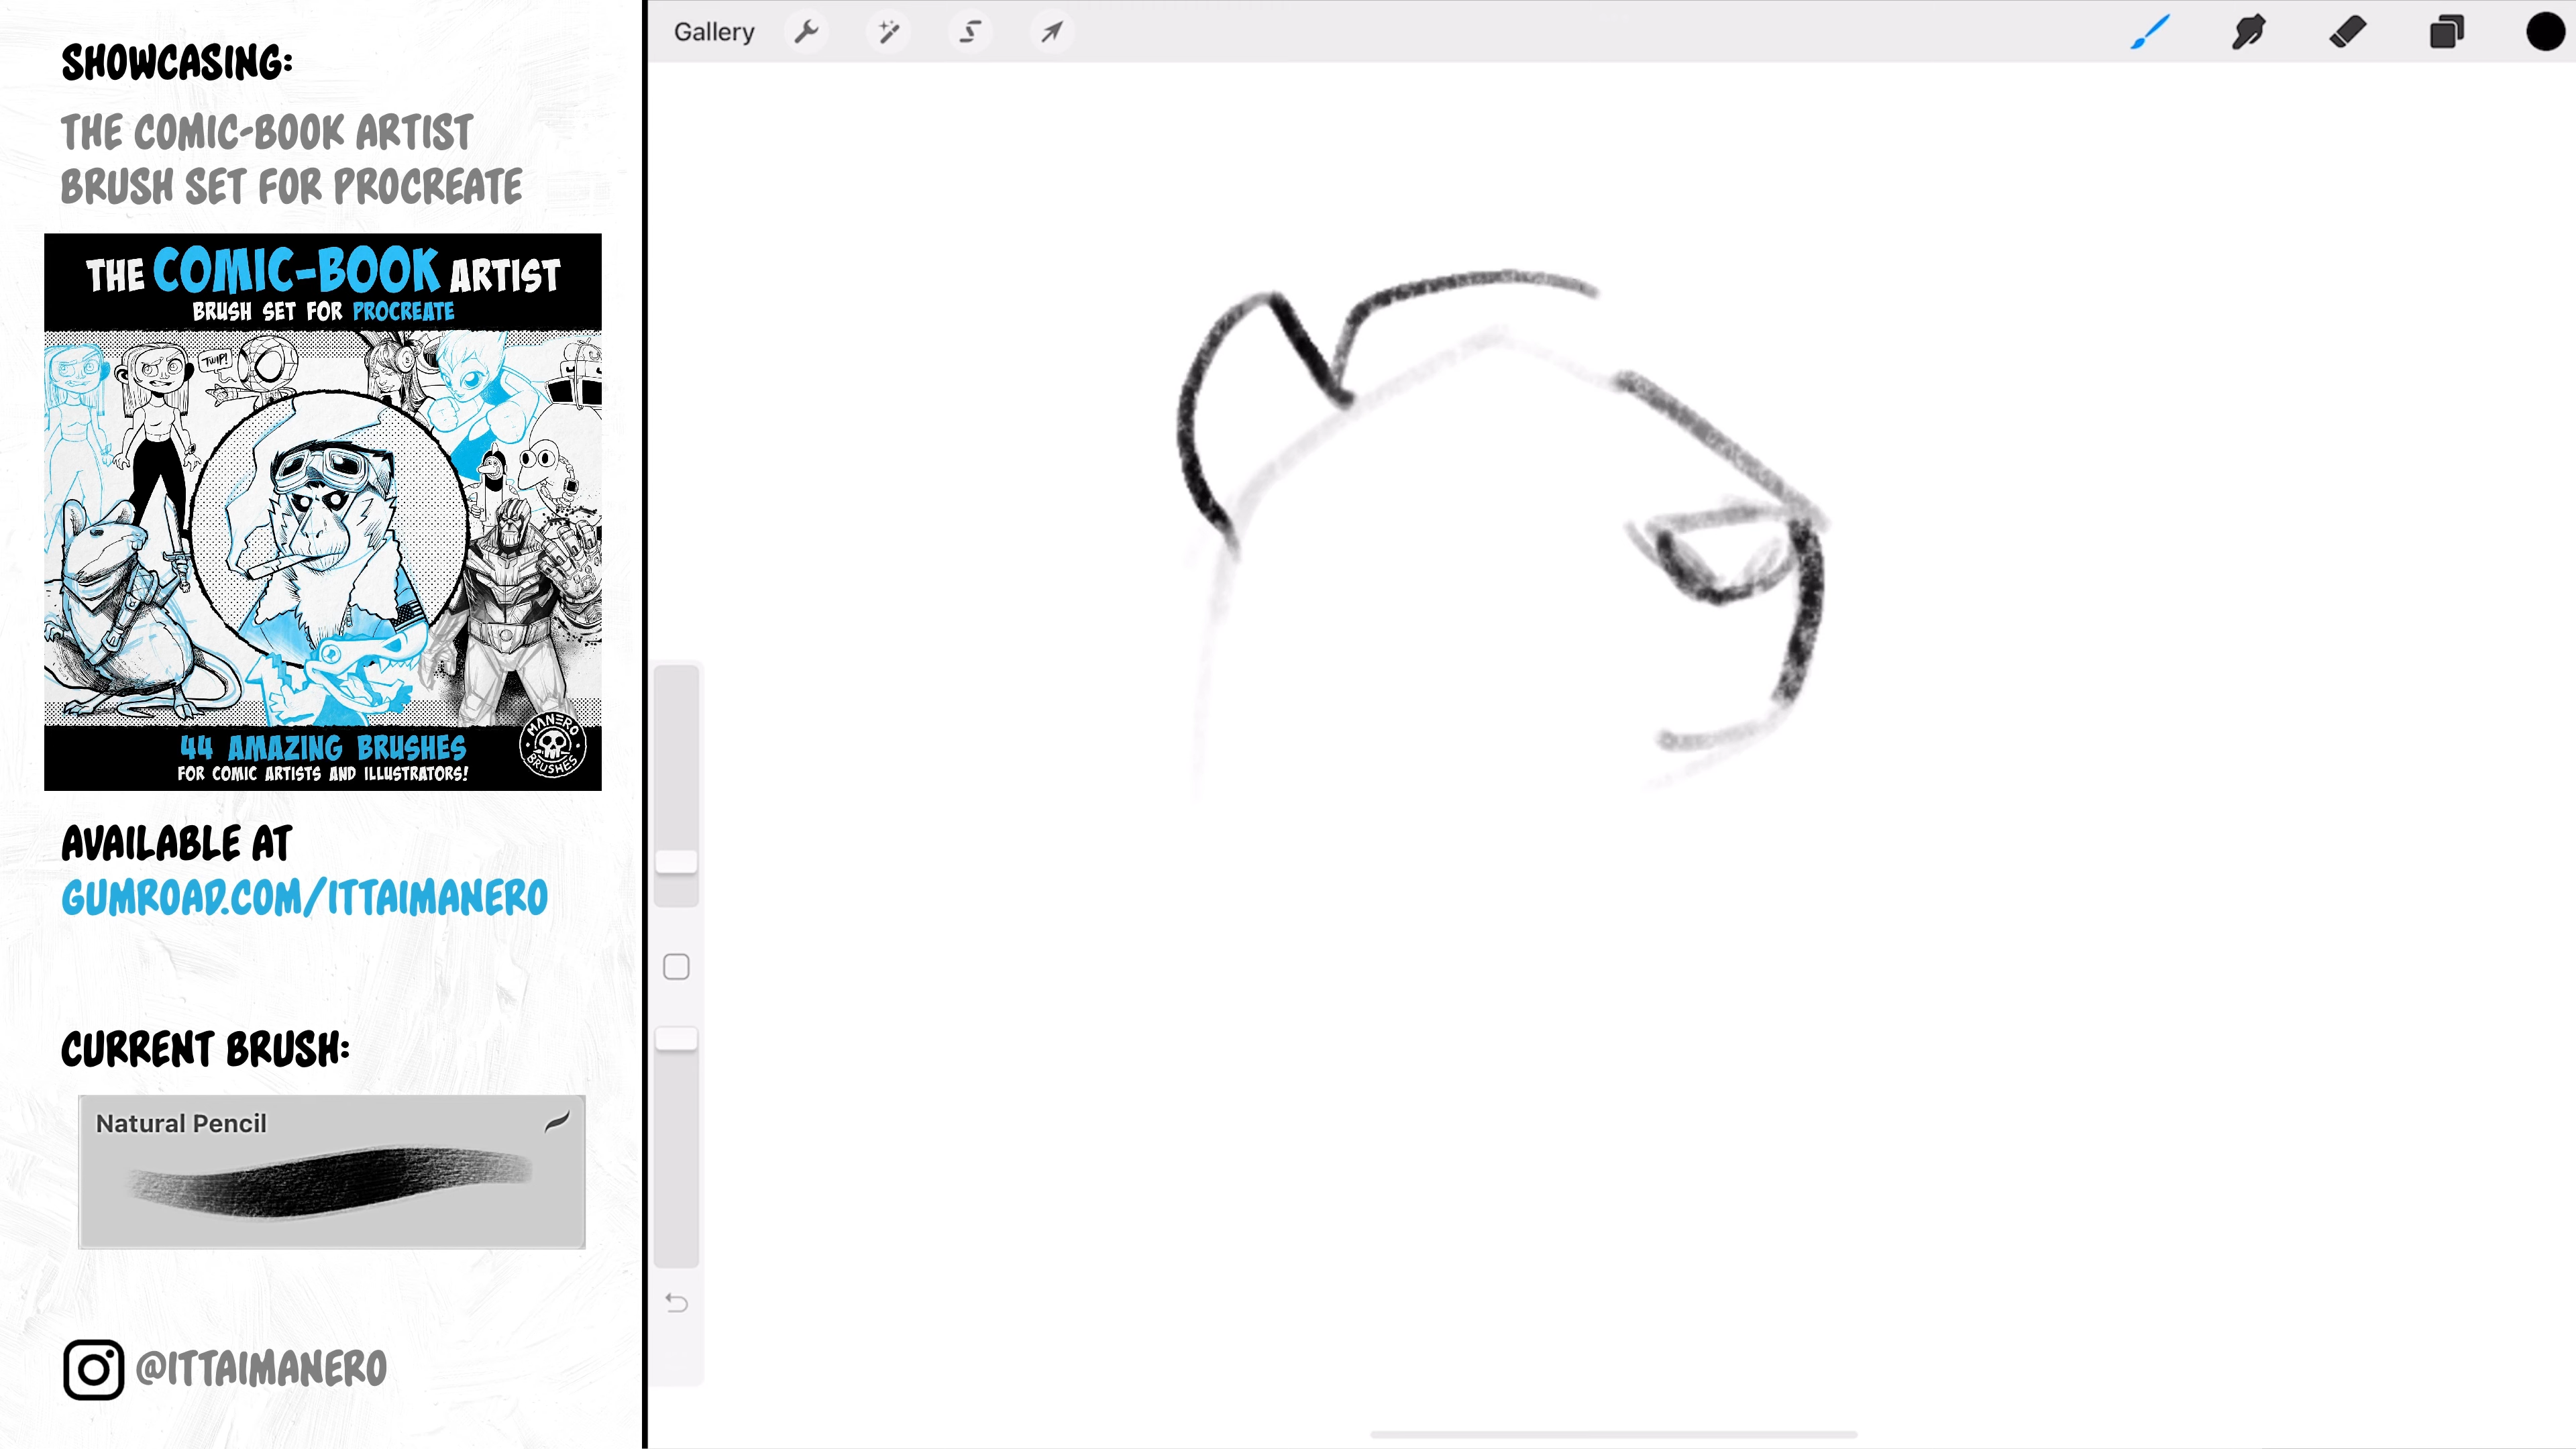 SHOWCASING:
THE COMIC-BOOK ARTIST
BRUSH SET FOR PROCREATE
THE COMIC-BOOK ARTIST
BRUSH SET FOR PROCREATE
TWIP!
44 AMAZING BRUSHES
FOR COMIC ARTISTS AND ILLUSTRATORS!
MANERO
BRUSHES
AVAILABLE AT
GUMROAD.COM/ITTAIMANERO
CURRENT BRUSH:
Natural Pencil
@ITTAIMANERO
Gallery